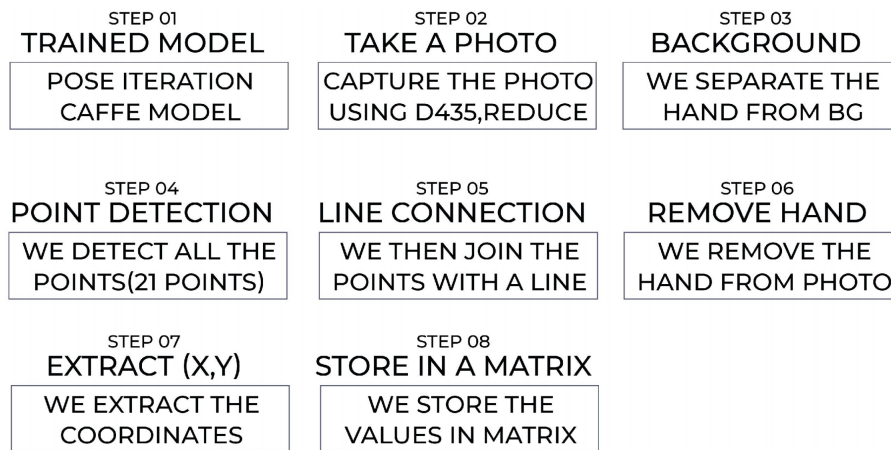 STEP 01
TRAINED MODEL
POSE ITERATION
CAFFE MODEL
STEP 02
TAKE A PHOTO
CAPTURE THE PHOTO
USING D435,REDUCE
STEP 03
BACKGROUND
WE SEPARATE THE
HAND FROM BG
STEP 04
POINT DETECTION
WE DETECT ALL THE
POINTS(21 POINTS)
STEP 05
LINE CONNECTION
WE THEN JOIN THE
POINTS WITH A LINE
STEP 06
REMOVE HAND
WE REMOVE THE
HAND FROM PHOTO
STEP 07
EXTRACT (X,Y)
WE EXTRACT THE
COORDINATES
STEP 08
STORE IN A MATRIX
WE STORE THE
VALUES IN MATRIX